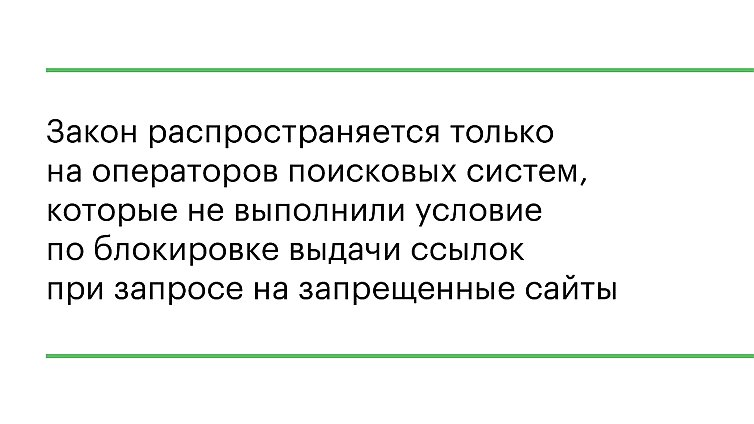 Закон распространяется только
на операторов поисковых систем,
которые не выполнили условие
по блокировке выдачи ссылок
при запросе на запрещенные сайты